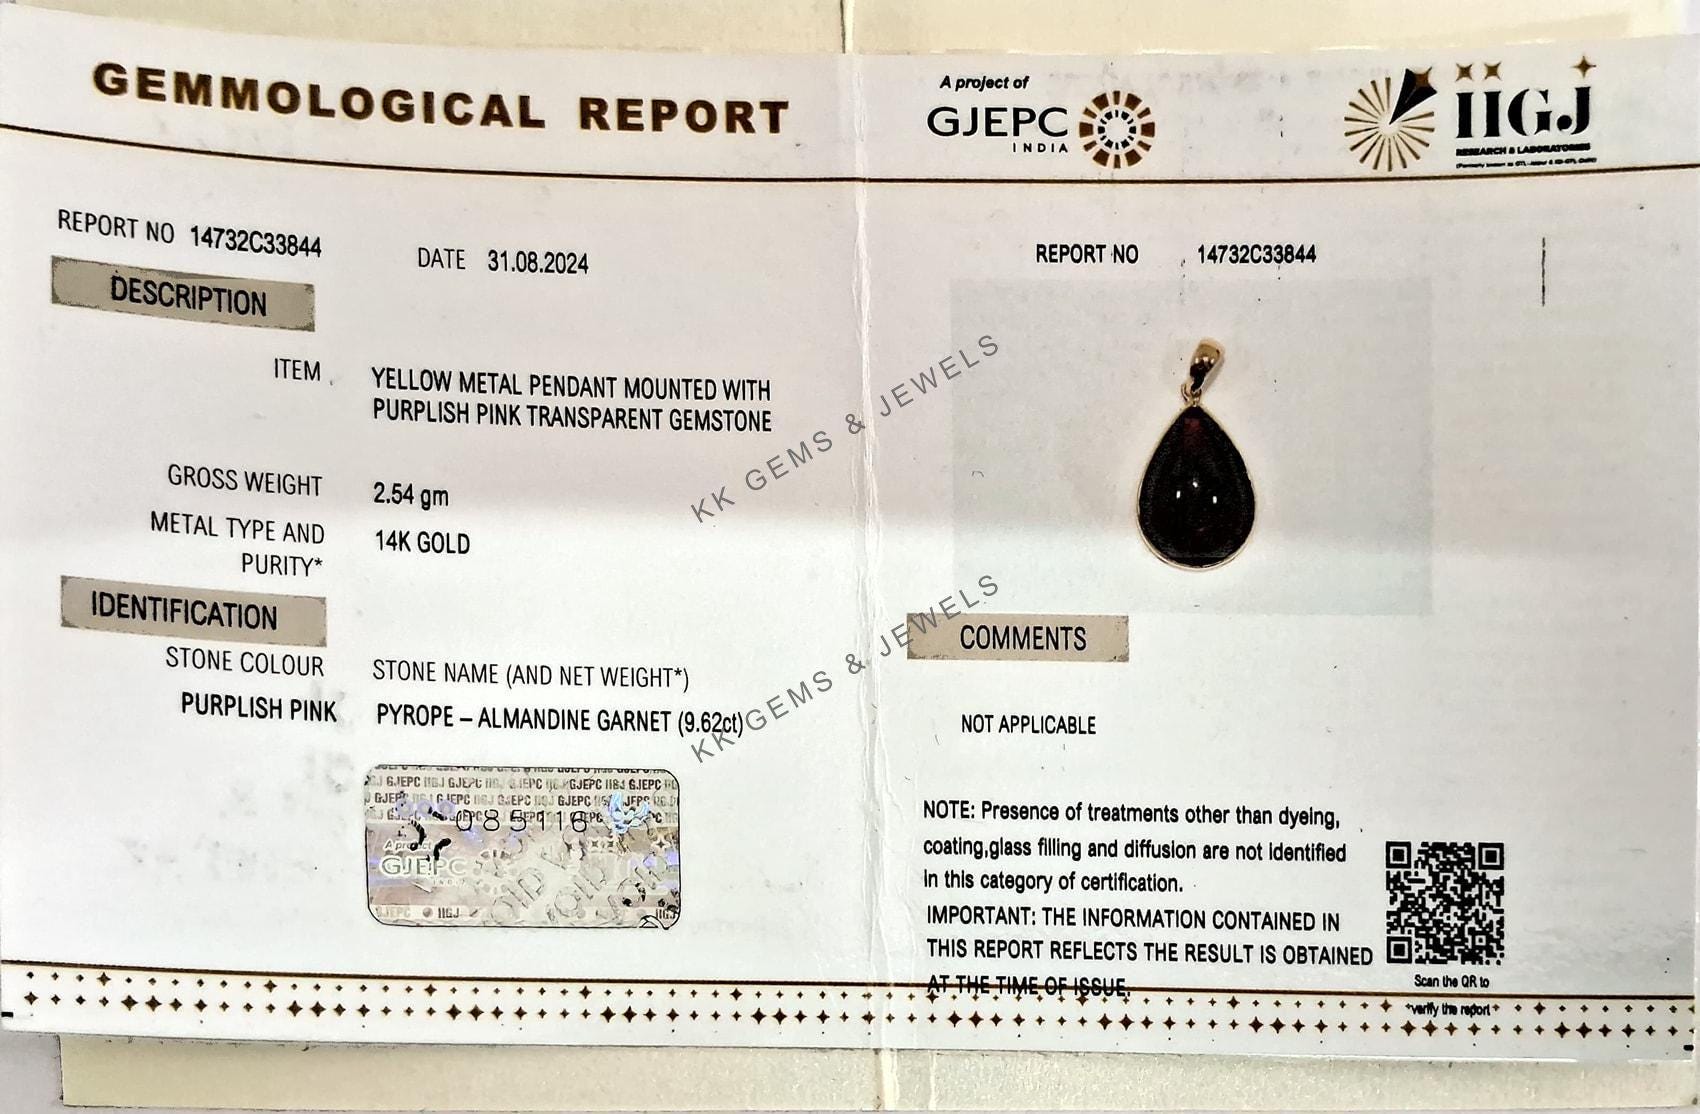 GEMMOLOGICAL REPORT
A project of
GJEPC
INDIA
IIGJ
RESEARCH & LABORATORIES
REPORT NO 14732C33844
DATE 31.08.2024
DESCRIPTION
ITEM
YELLOW METAL PENDANT MOUNTED WITH
PURPLISH PINK TRANSPARENT GEMSTONE
GROSS WEIGHT
2.54 gm
METAL TYPE AND
PURITY*
14K GOLD
IDENTIFICATION
STONE COLOUR
STONE NAME (AND NET WEIGHT*)
PURPLISH PINK
PYROPE – ALMANDINE GARNET (9.62ct)
A project
GJEPC
REPORT NO 14732C33844
KK GEMS & JEWELS
KK GEMS & JEWELS
COMMENTS
NOT APPLICABLE
NOTE: Presence of treatments other than dyeing,
coating,glass filling and diffusion are not identified
in this category of certification.
IMPORTANT: THE INFORMATION CONTAINED IN
THIS REPORT REFLECTS THE RESULT IS OBTAINED
AT THE TIME OF ISSUE.
Scan the QR to
verify the report